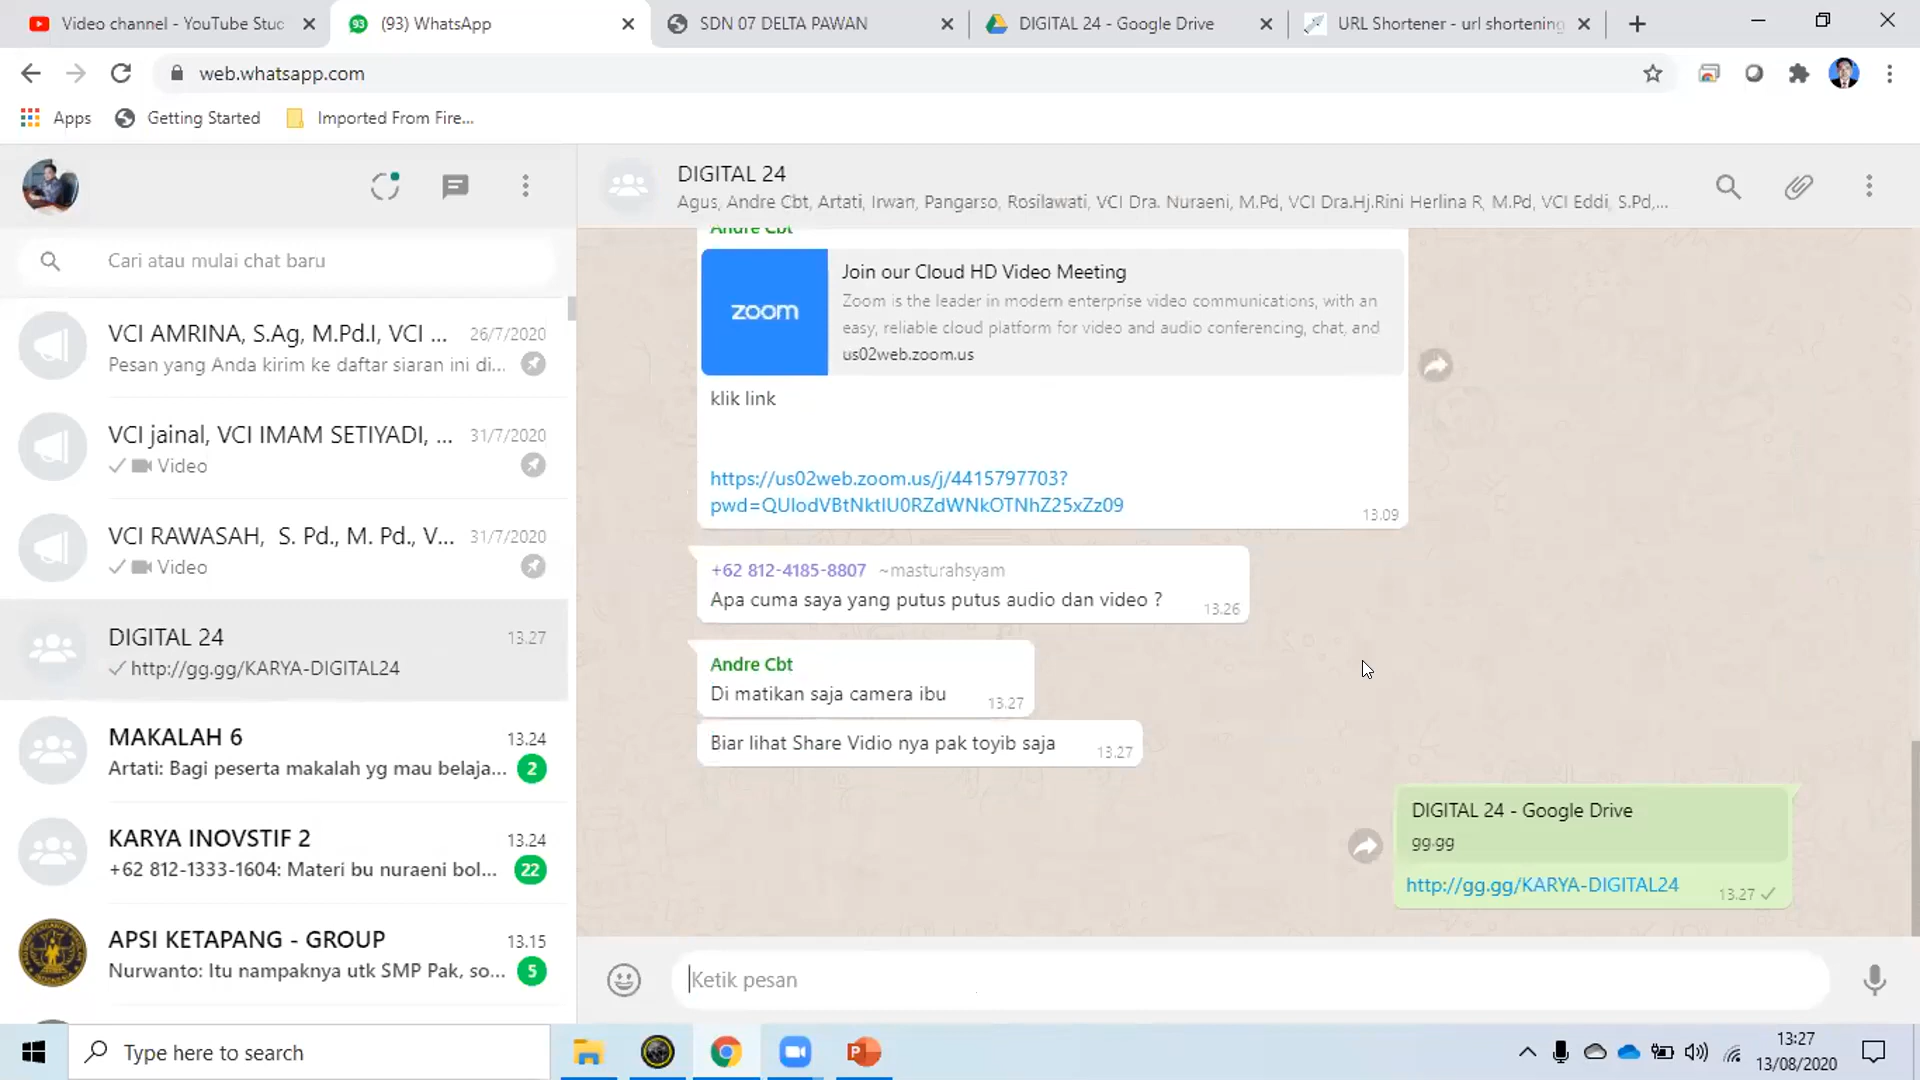 Video channel - YouTube Stuc
(93) WhatsApp
SDN 07 DELTA PAWAN
DIGITAL 24 - Google Drive
URL Shortener - url shortening
web.whatsapp.com
Apps
Getting Started
Imported From Fire...
Cari atau mulai chat baru
VCI AMRINA, S.Ag, M.Pd.I, VCI ...
26/7/2020
Pesan yang Anda kirim ke daftar siaran ini di...
VCI jainal, VCI IMAM SETIYADI, ...
31/7/2020
Video
VCI RAWASAH, S. Pd., M. Pd., V...
31/7/2020
Video
DIGITAL 24
13.27
http://gg.gg/KARYA-DIGITAL24
MAKALAH 6
13.24
Artati: Bagi peserta makalah yg mau belaja...
2
KARYA INOVSTIF 2
13.24
+62 812-1333-1604: Materi bu nuraeni bol...
22
APSI KETAPANG - GROUP
13.15
Nurwanto: Itu nampaknya utk SMP Pak, so...
5
DIGITAL 24
Agus, Andre Cbt, Artati, Irwan, Pangarso, Rosilawati, VCI Dra. Nuraeni, M.Pd, VCI Dra.Hj.Rini Herlina R, M.Pd, VCI Eddi, S.Pd,...
Andre Cbt
zoom
Join our Cloud HD Video Meeting
Zoom is the leader in modern enterprise video communications, with an
easy, reliable cloud platform for video and audio conferencing, chat, and
us02web.zoom.us
klik link
https://us02web.zoom.us/j/4415797703?
pwd=QUlodVBtNktlU0RZdWNkOTNhZ25xZz09
13.09
+62 812-4185-8807 ~masturahsyam
Apa cuma saya yang putus putus audio dan video ?
13.26
Andre Cbt
Di matikan saja camera ibu
13.27
Biar lihat Share Vidio nya pak toyib saja
13.27
DIGITAL 24 - Google Drive
gg.gg
http://gg.gg/KARYA-DIGITAL24
13.27
Ketik pesan
Type here to search
13:27
13/08/2020